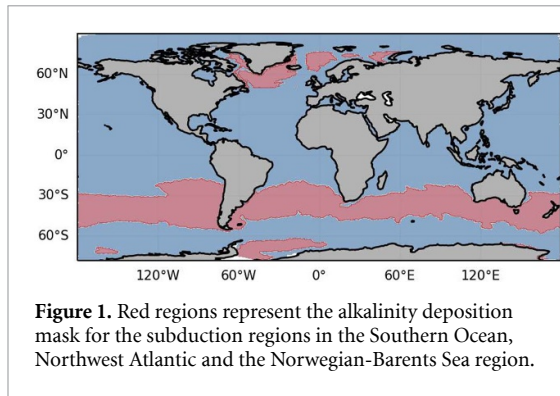 60°N
30°N
0°
30°S
60°S
120°W 60°W 0° 60°E 120°E
Figure 1. Red regions represent the alkalinity deposition
mask for the subduction regions in the Southern Ocean,
Northwest Atlantic and the Norwegian-Barents Sea region.